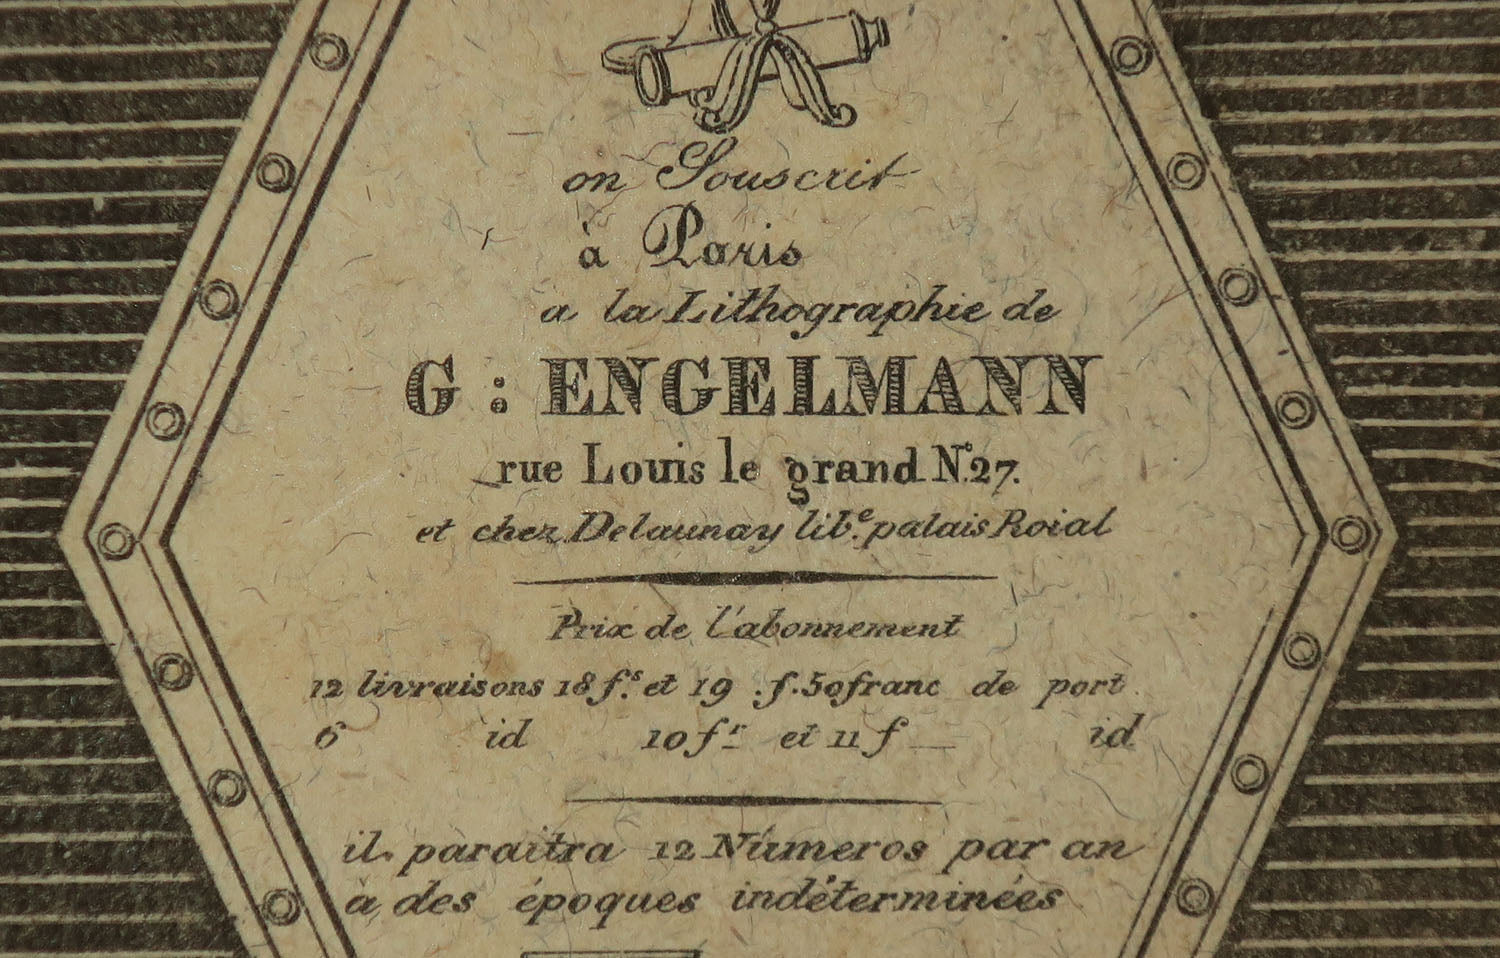 on Souscrit
à Paris
a la Lithographie de
G : ENGELMANN
rue Louis le grand N.º 27.
et chez Delaunay lib.e palais Roial
Prix de l'abonnement
12 livraisons 18 f.s et 19 .f. 50 franc de port.
6 id 10 f.r et 11 f — id
il paraitra 12 Números par an
à des époques indéterminées